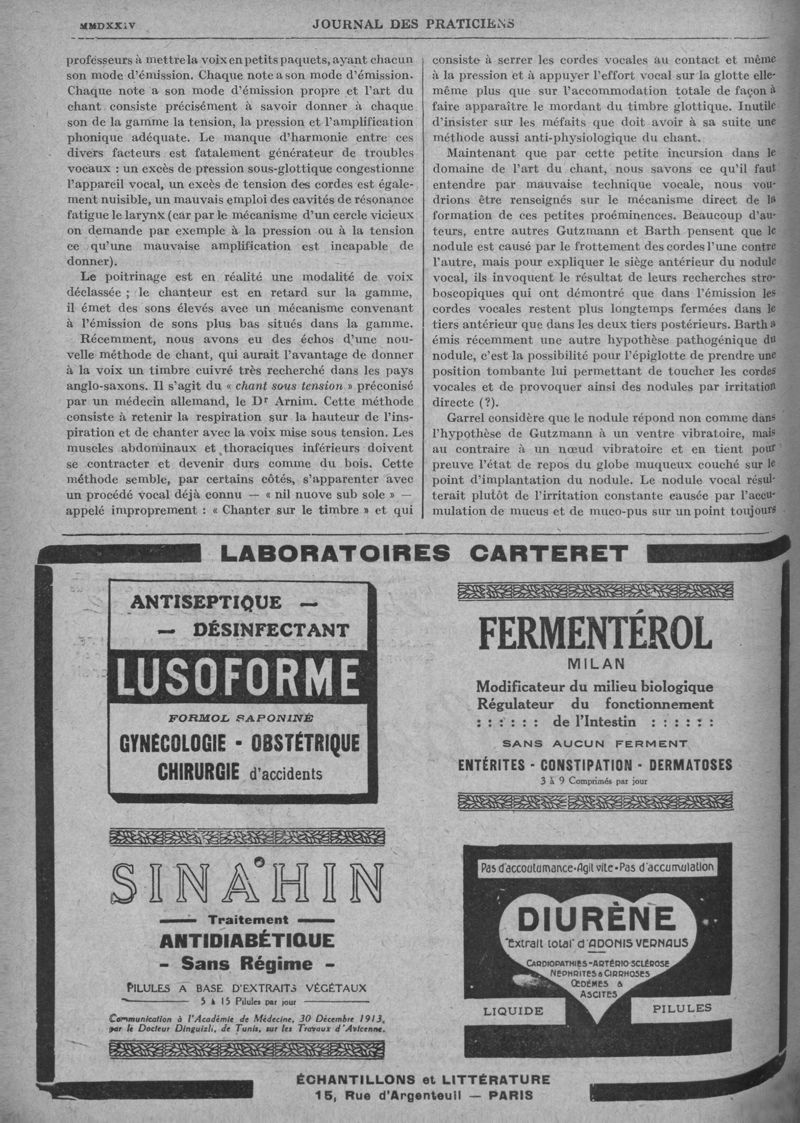 MMDXXIV
JOURNAL DES PRATICIENS
professeurs à mettre la voix en petits paquets, ayant chacun
son mode d'émission. Chaque note a son mode d'émission.
Chaque note a son mode d'émission propre et l'art du
chant consiste précisément à savoir donner à chaque
son de la gamme la tension, la pression et l'amplification
phonique adéquate. Le manque d'harmonie entre ces
divers facteurs est fatalement générateur de troubles
vocaux : un excès de pression sous-glottique congestionne
l'appareil vocal, un excès de tension des cordes est égale-
ment nuisible, un mauvais emploi des cavités de résonance
fatigue le larynx (car par le mécanisme d'un cercle vicieux
on demande par exemple à la pression ou à la tension
ce qu'une mauvaise amplification est incapable de
donner).
Le poitrinage est en réalité une modalité de voix
déclassée ; le chanteur est en retard sur la gamme,
il émet des sons élevés avec un mécanisme convenant
à l'émission de sons plus bas situés dans la gamme.
Récemment, nous avons eu des échos d'une nou-
velle méthode de chant, qui aurait l'avantage de donner
à la voix un timbre cuivré très recherché dans les pays
anglo-saxons. Il s'agit du « chant sous tension » préconisé
par un médecin allemand, le Dr Arnim. Cette méthode
consiste à retenir la respiration sur la hauteur de l'ins-
piration et de chanter avec la voix mise sous tension. Les
muscles abdominaux et thoraciques inférieurs doivent
se contracter et devenir durs comme du bois. Cette
méthode semble, par certains côtés, s'apparenter avec
un procédé vocal déjà connu — « nil nuove sub sole » —
appelé improprement : « Chanter sur le timbre » et qui
consiste à serrer les cordes vocales au contact et même
à la pression et à appuyer l'effort vocal sur la glotte elle-
même plus que sur l'accommodation totale de façon à
faire apparaître le mordant du timbre glottique. Inutile
d'insister sur les méfaits que doit avoir à sa suite une
méthode aussi anti-physiologique du chant.
Maintenant que par cette petite incursion dans le
domaine de l'art du chant, nous savons ce qu'il faut
entendre par mauvaise technique vocale, nous vou-
drions être renseignés sur le mécanisme direct de la
formation de ces petites proéminences. Beaucoup d'au-
teurs, entre autres Gutzmann et Barth pensent que le
nodule est causé par le frottement des cordes l'une contre
l'autre, mais pour expliquer le siège antérieur du nodule
vocal, ils invoquent le résultat de leurs recherches stro-
boscopiques qui ont démontré que dans l'émission les
cordes vocales restent plus longtemps fermées dans le
tiers antérieur que dans les deux tiers postérieurs. Barth a
émis récemment une autre hypothèse pathogénique du
nodule, c'est la possibilité pour l'épiglotte de prendre une
position tombante lui permettant de toucher les cordes
vocales et de provoquer ainsi des nodules par irritation
directe (?).
Garrel considère que le nodule répond non comme dans
l'hypothèse de Gutzmann à un ventre vibratoire, mais
au contraire à un nœud vibratoire et en tient pour
preuve l'état de repos du globe muqueux couché sur le
point d'implantation du nodule. Le nodule vocal résul-
terait plutôt de l'irritation constante causée par l'accu-
mulation de mucus et de muco-pus sur un point toujours
LABORATOIRES CARTERET
ANTISEPTIQUE —
— DÉSINFECTANT
LUSOFORME
FORMOL SAPONINÉ
GYNÉCOLOGIE - OBSTÉTRIQUE
CHIRURGIE d'accidents
FERMENTÉROL
MILAN
Modificateur du milieu biologique
Régulateur du fonctionnement
: : : : : : de l'Intestin : : : : : :
SANS AUCUN FERMENT
ENTÉRITES - CONSTIPATION - DERMATOSES
3 à 9 Comprimés par jour
SINAHIN
Traitement
ANTIDIABÉTIQUE
- Sans Régime -
PILULES A BASE D'EXTRAITS VÉGÉTAUX
5 à 15 Pilules par jour
Communication à l'Académie de Médecine, 30 Décembre 1913,
par le Docteur Dinguizli, de Tunis, sur les Travaux d'Avicenne.
Pas d'accoutumance-Agit vite-Pas d'accumulation
DIURÈNE
"Extrait total" d'ADONIS VERNALIS
CARDIOPATHIES-ARTÉRIO-SCLÉROSE
NÉPHRITES & CIRRHOSES
ŒDÈMES &
ASCITES
LIQUIDE
PILULES
ÉCHANTILLONS et LITTÉRATURE
15, Rue d'Argenteuil — PARIS